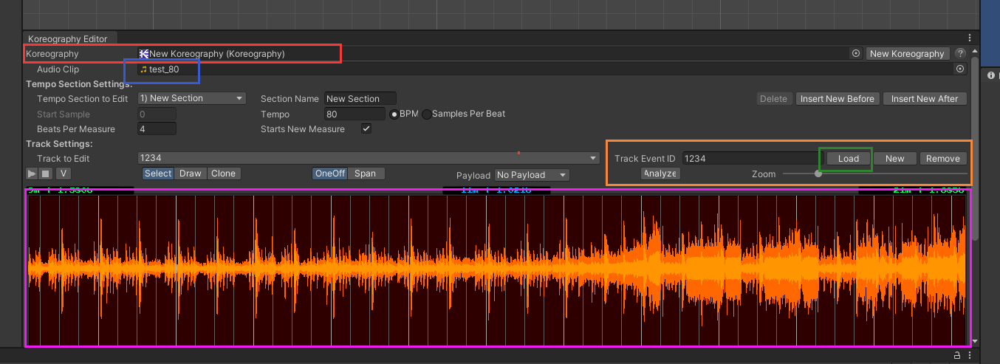 Koreography Editor
Koreography New Koreography (Koreography) New Koreography ?
Audio Clip test_80
Tempo Section Settings:
Tempo Section to Edit 1) New Section Section Name New Section Delete Insert New Before Insert New After
Start Sample 0 Tempo 80 BPM Samples Per Beat
Beats Per Measure 4 Starts New Measure
Track Settings:
Track to Edit 1234 Track Event ID 1234 Load New Remove
V Select Draw Clone OneOff Span Payload No Payload Analyze Zoom